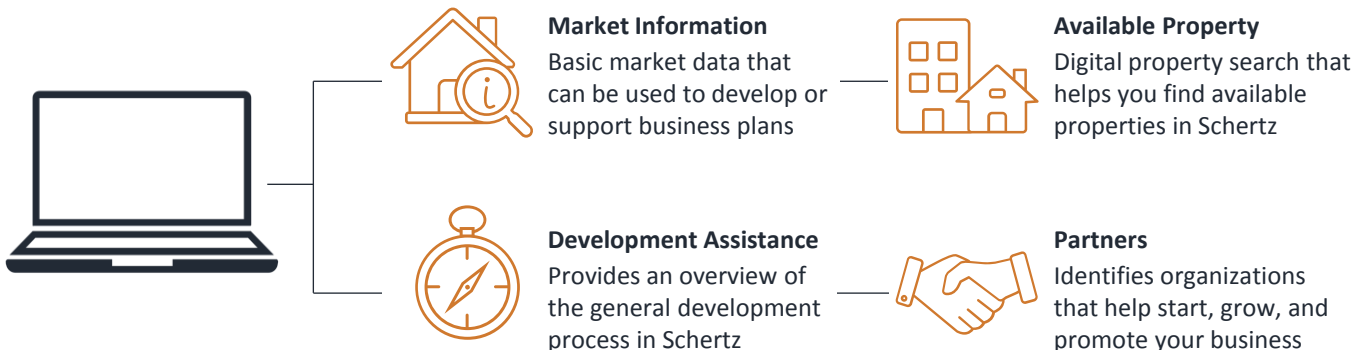 Market Information
Basic market data that
can be used to develop or
support business plans
Available Property
Digital property search that
helps you find available
properties in Schertz
Development Assistance
Provides an overview of
the general development
process in Schertz
Partners
Identifies organizations
that help start, grow, and
promote your business